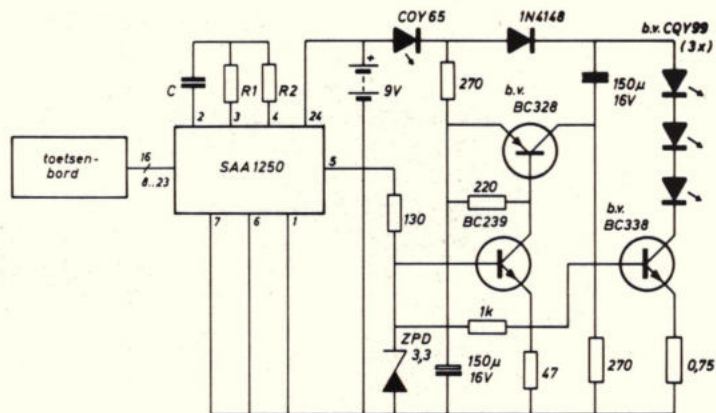 COY 65
1N4148
b.v. CQY99
(3x)
C
R1
R2
+
9V
270
b.v.
BC328
150µ
16V
2
3
4
24
toetsen-
bord
16
8..23
SAA1250
5
7
6
1
130
220
BC239
b.v.
BC338
1k
ZPD
3,3
150µ
16V
47
270
0,75